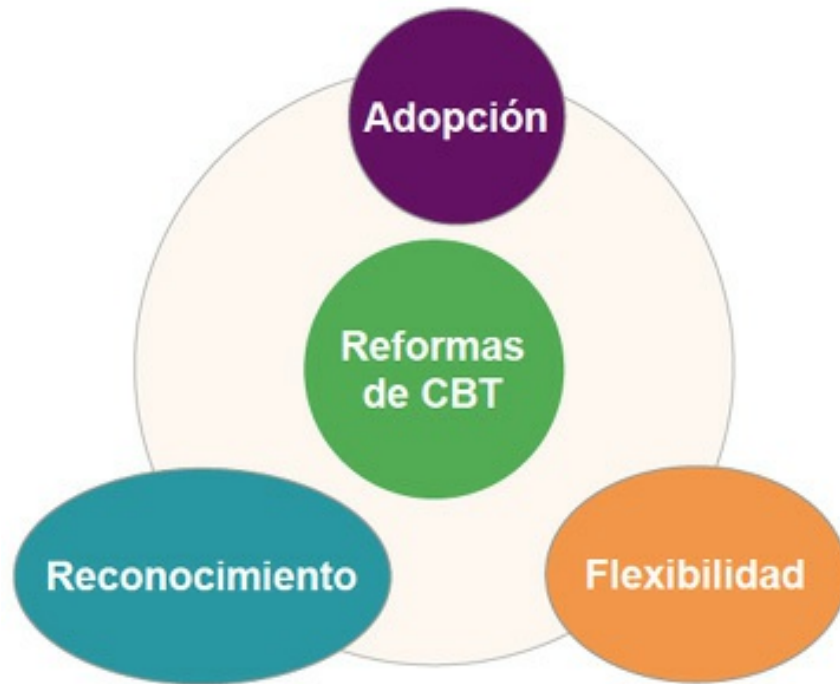 Adopción
Reformas
de CBT
Reconocimiento
Flexibilidad